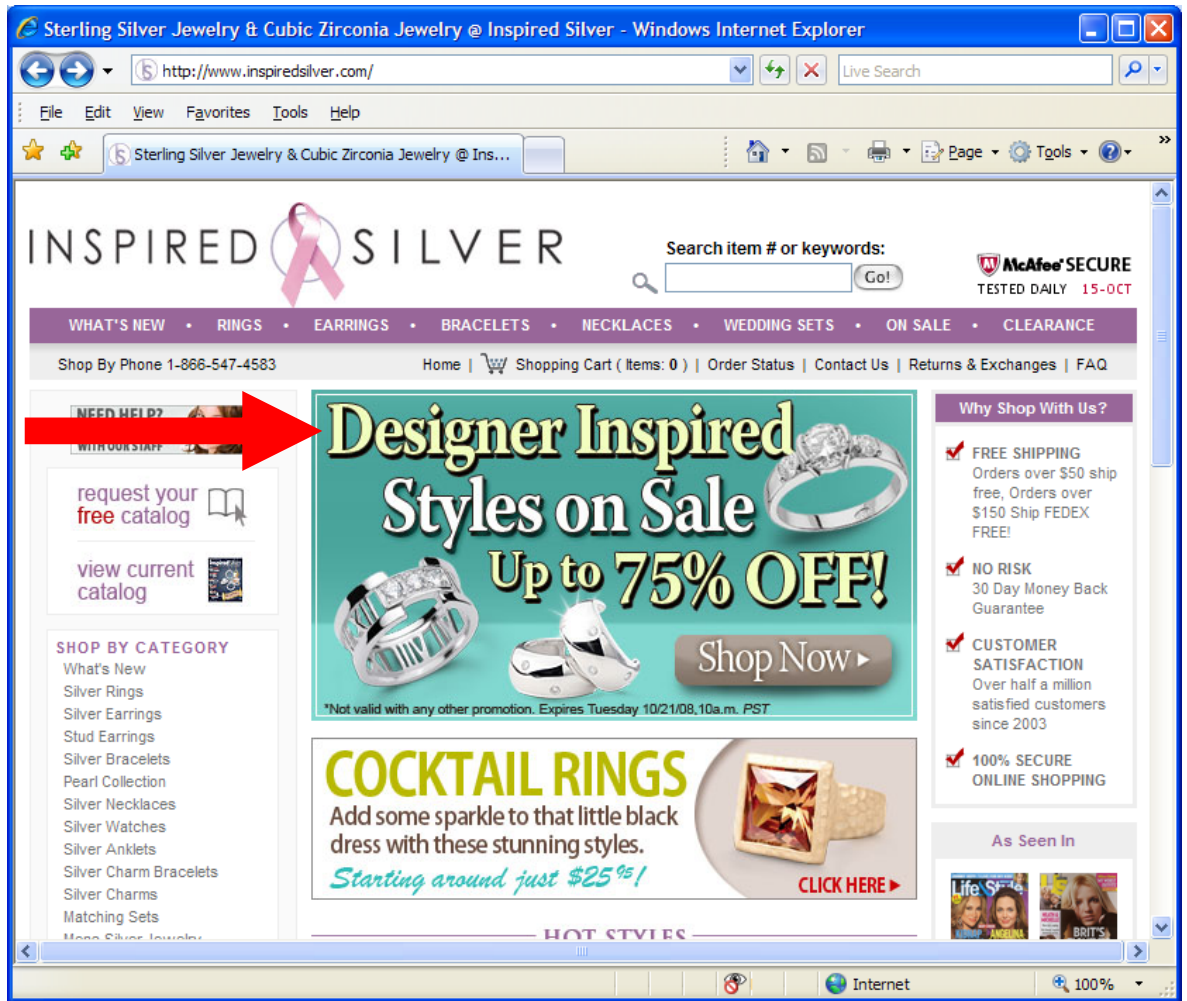 Sterling Silver Jewelry & Cubic Zirconia Jewelry @ Inspired Silver - Windows Internet Explorer
http://www.inspiredsilver.com/
Live Search
File Edit View Favorites Tools Help
Sterling Silver Jewelry & Cubic Zirconia Jewelry @ Ins...
Page Tools
INSPIRED SILVER
Search item # or keywords:
Go!
McAfee SECURE
TESTED DAILY 15-OCT
WHAT'S NEW • RINGS • EARRINGS • BRACELETS • NECKLACES • WEDDING SETS • ON SALE • CLEARANCE
Shop By Phone 1-866-547-4583
Home | Shopping Cart ( Items: 0 ) | Order Status | Contact Us | Returns & Exchanges | FAQ
NEED HELP?
WITH OUR STAFF
request your
free catalog
view current
catalog
SHOP BY CATEGORY
What's New
Silver Rings
Silver Earrings
Stud Earrings
Silver Bracelets
Pearl Collection
Silver Necklaces
Silver Watches
Silver Anklets
Silver Charm Bracelets
Silver Charms
Matching Sets
Mens Silver Jewelry
Designer Inspired
Styles on Sale
Up to 75% OFF!
Shop Now
*Not valid with any other promotion. Expires Tuesday 10/21/08,10a.m. PST
COCKTAIL RINGS
Add some sparkle to that little black
dress with these stunning styles.
Starting around just $25.95!
CLICK HERE
HOT STYLES
Why Shop With Us?
FREE SHIPPING
Orders over $50 ship
free, Orders over
$150 Ship FEDEX
FREE!
NO RISK
30 Day Money Back
Guarantee
CUSTOMER
SATISFACTION
Over half a million
satisfied customers
since 2003
100% SECURE
ONLINE SHOPPING
As Seen In
Life Style
ANGELINA
BRIT'S
Internet
100%